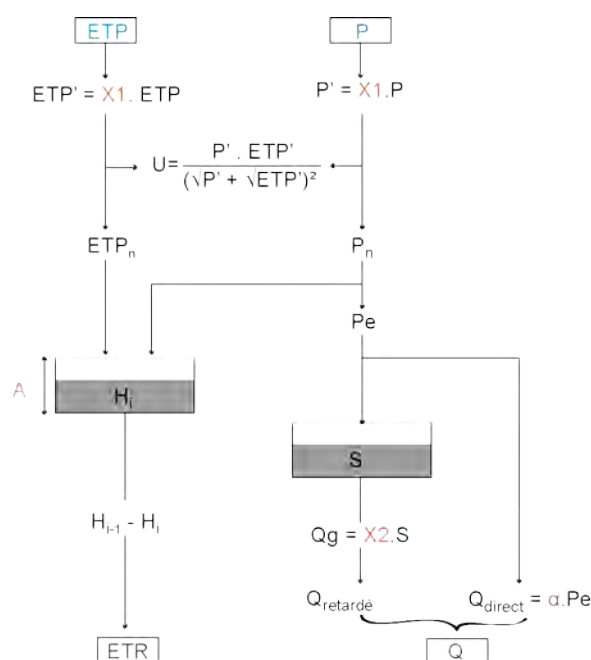 ETP P
ETP' = X1. ETP P' = X1.P
U= P' . ETP'
(√P' + √ETP')²
ETPn Pn
Pe
A
Hi
S
Hi-1 - Hi
Qg = X2.S
Qretardé Qdirect = α.Pe
ETR Q